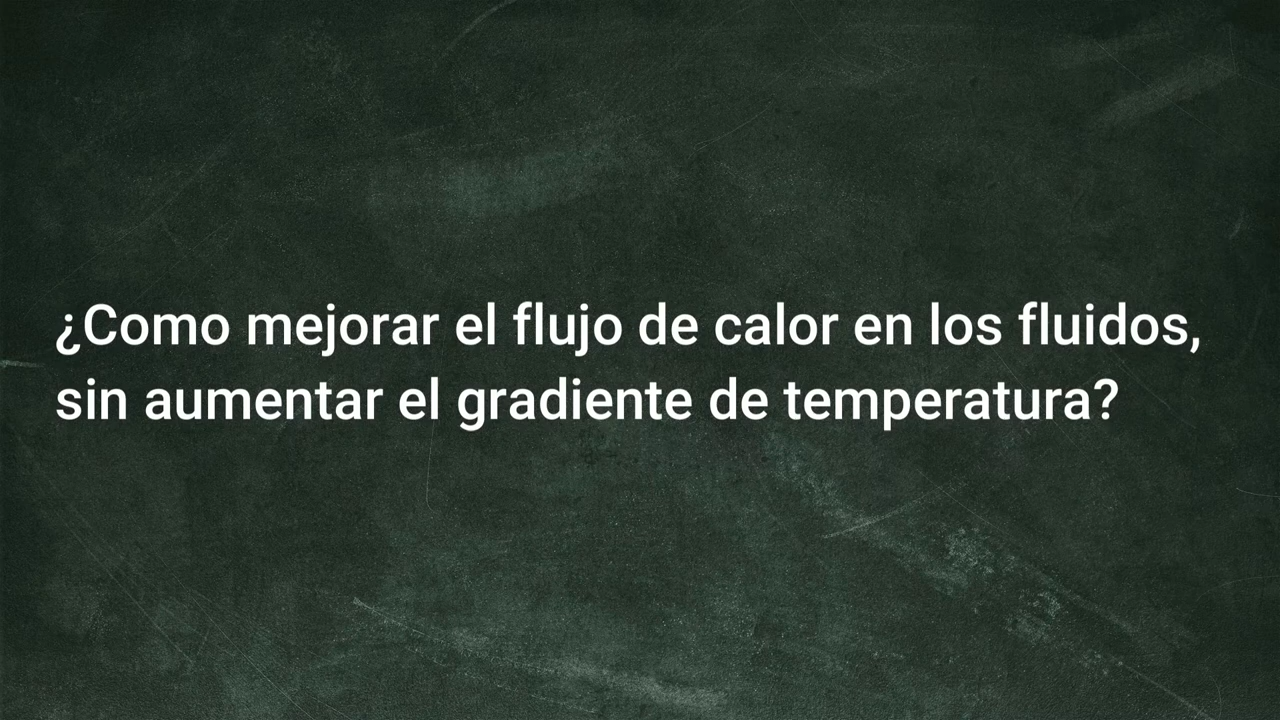 ¿Como mejorar el flujo de calor en los fluidos,
sin aumentar el gradiente de temperatura?